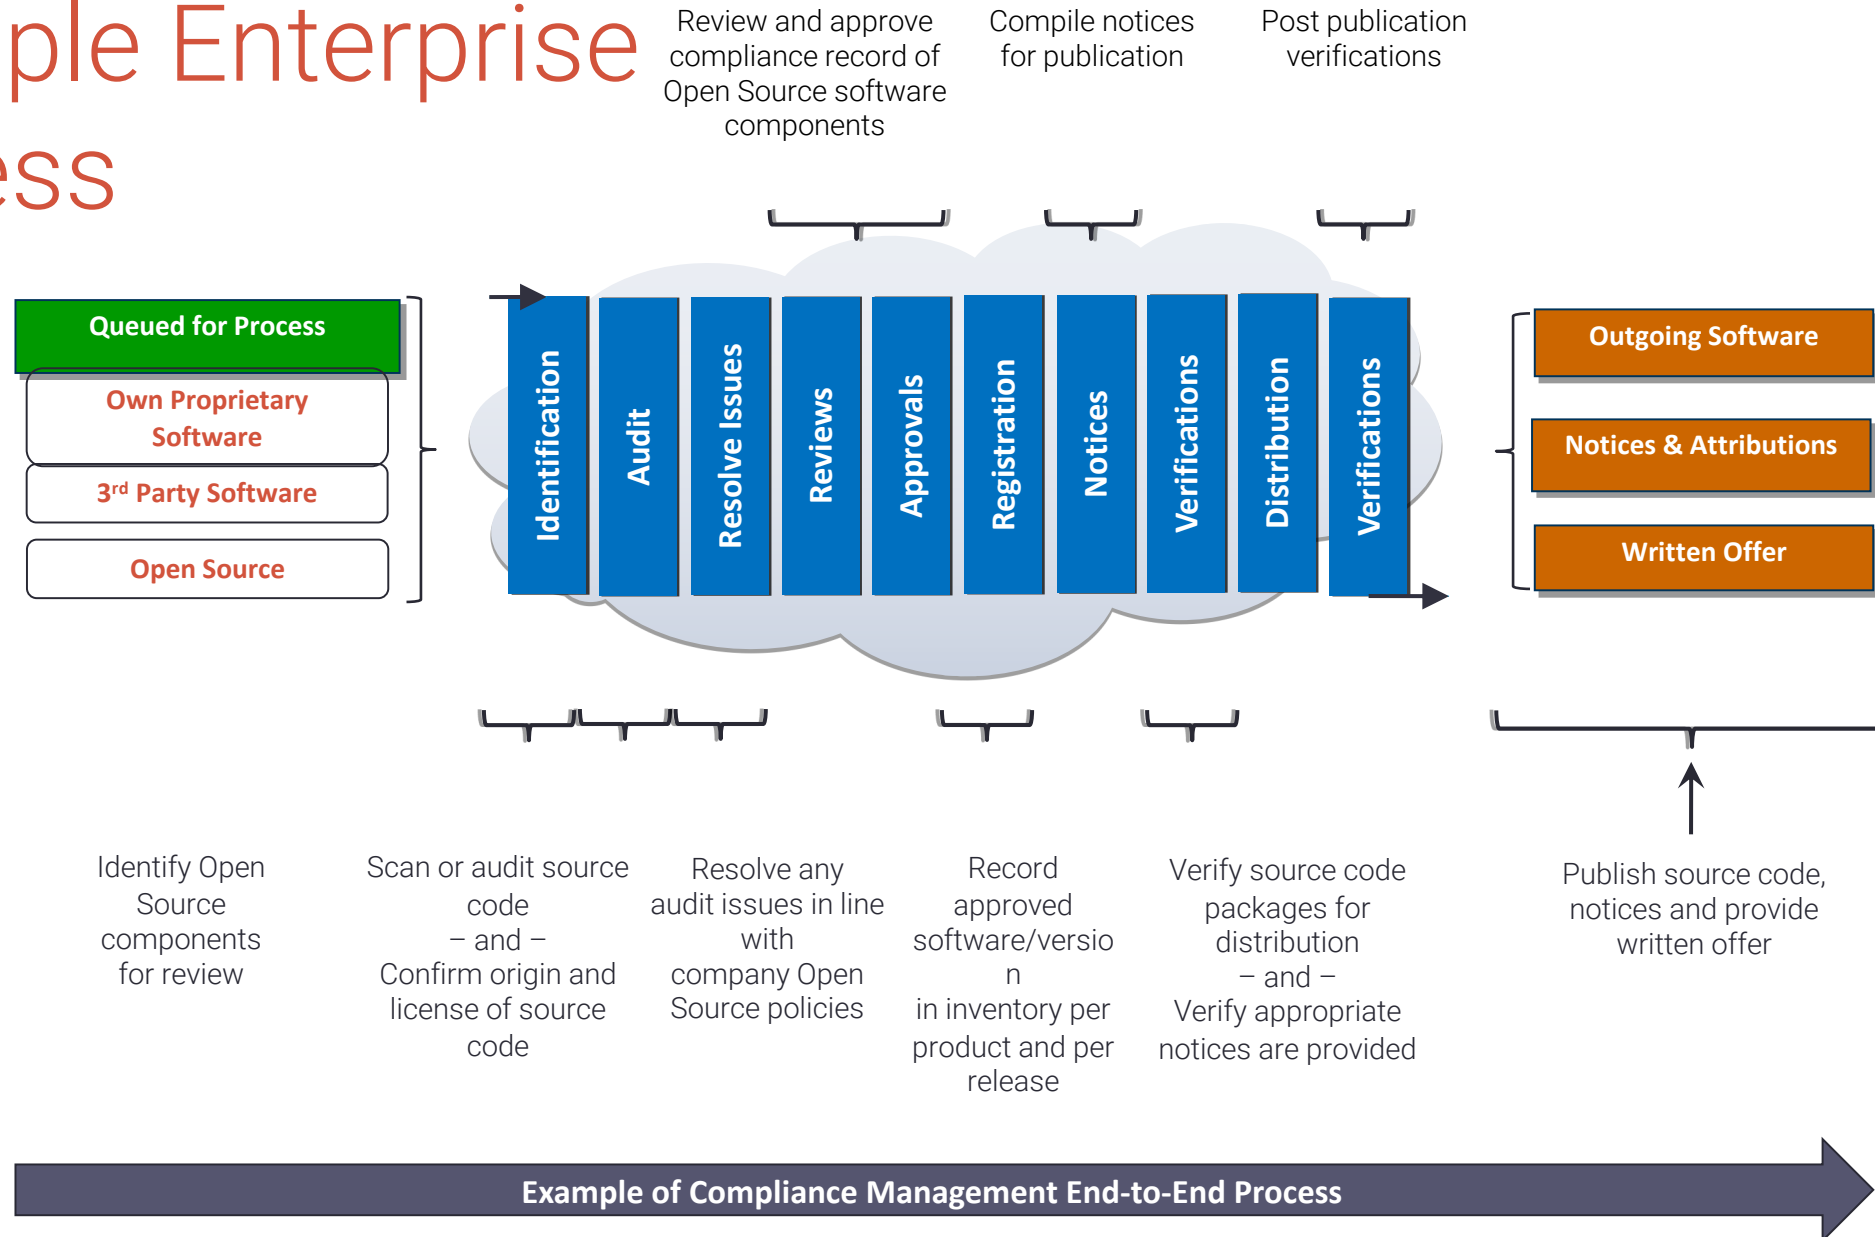 ple Enterprise
ess
Review and approve
compliance record of
Open Source software
components
Compile notices
for publication
Post publication
verifications
Queued for Process
Own Proprietary
Software
3rd Party Software
Open Source
Identification
Audit
Resolve Issues
Reviews
Approvals
Registration
Notices
Verifications
Distribution
Verifications
Outgoing Software
Notices & Attributions
Written Offer
Identify Open
Source
components
for review
Scan or audit source
code
– and –
Confirm origin and
license of source
code
Resolve any
audit issues in line
with
company Open
Source policies
Record
approved
software/versio
n
in inventory per
product and per
release
Verify source code
packages for
distribution
– and –
Verify appropriate
notices are provided
Publish source code,
notices and provide
written offer
Example of Compliance Management End-to-End Process